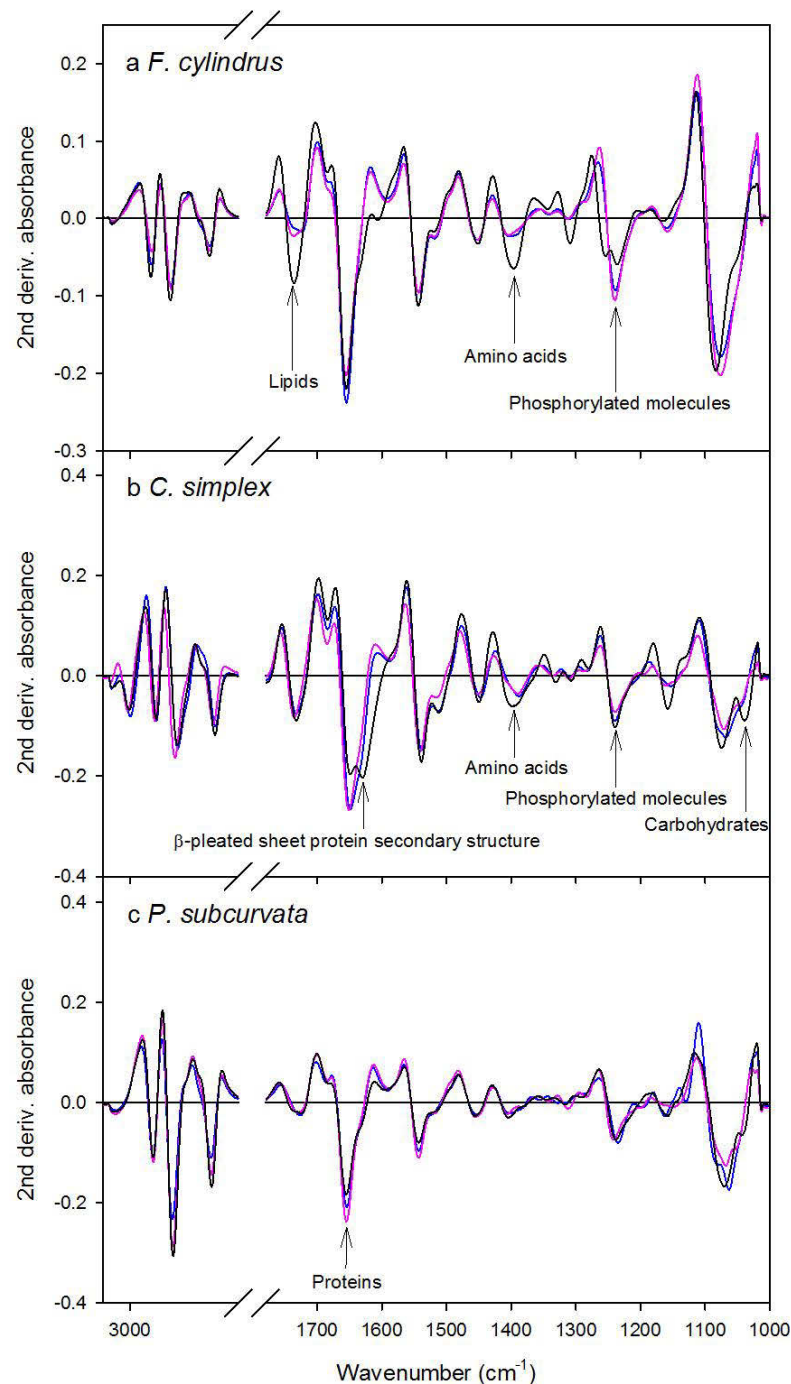 a F. cylindrus
0.2
0.1
0.0
-0.1
-0.2
-0.3
2nd deriv. absorbance
Lipids
Amino acids
Phosphorylated molecules
b C. simplex
0.4
0.2
0.0
-0.2
-0.4
2nd deriv. absorbance
Amino acids
Phosphorylated molecules
Carbohydrates
β-pleated sheet protein secondary structure
c P. subcurvata
0.4
0.2
0.0
-0.2
-0.4
2nd deriv. absorbance
Proteins
3000 1700 1600 1500 1400 1300 1200 1100 1000
Wavenumber (cm⁻¹)